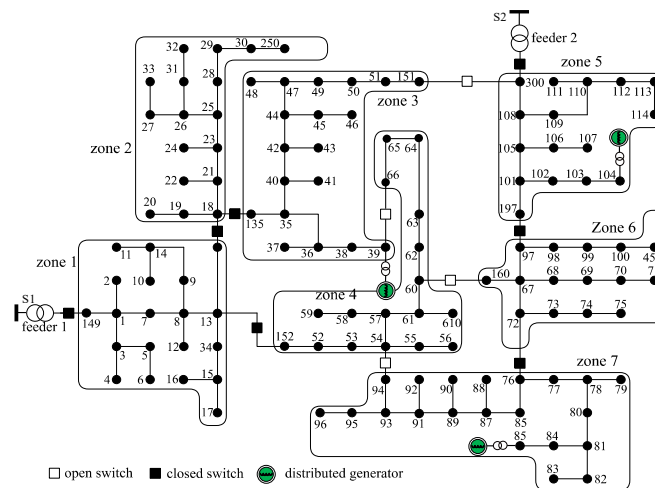 S2
feeder 2
32 29 30 250
zone 5
33 31 28
48 47 49 50 51 151
zone 3
300
111 110 112 113
27 26 25
44 45 46
108 109 114
zone 2
24 23
42 43
65 64
105 106 107
22 21
40 41
66
101 102 103 104
20 19 18
135 35
63
197
Zone 6
zone 1
11 14
37 36 38 39
62
97 98 99 100 45
2 10 9
zone 4
60
160 67 68 69 70 7
S1
feeder 1
149 1 7 8 13
59 58 57 61 610
72 73 74 75
3 5 12 34
152 52 53 54 55 56
zone 7
4 6 16 15
94 92 90 88 76 77 78 79
17
96 95 93 91 89 87 85
80
85 84 81
83 82
open switch closed switch distributed generator